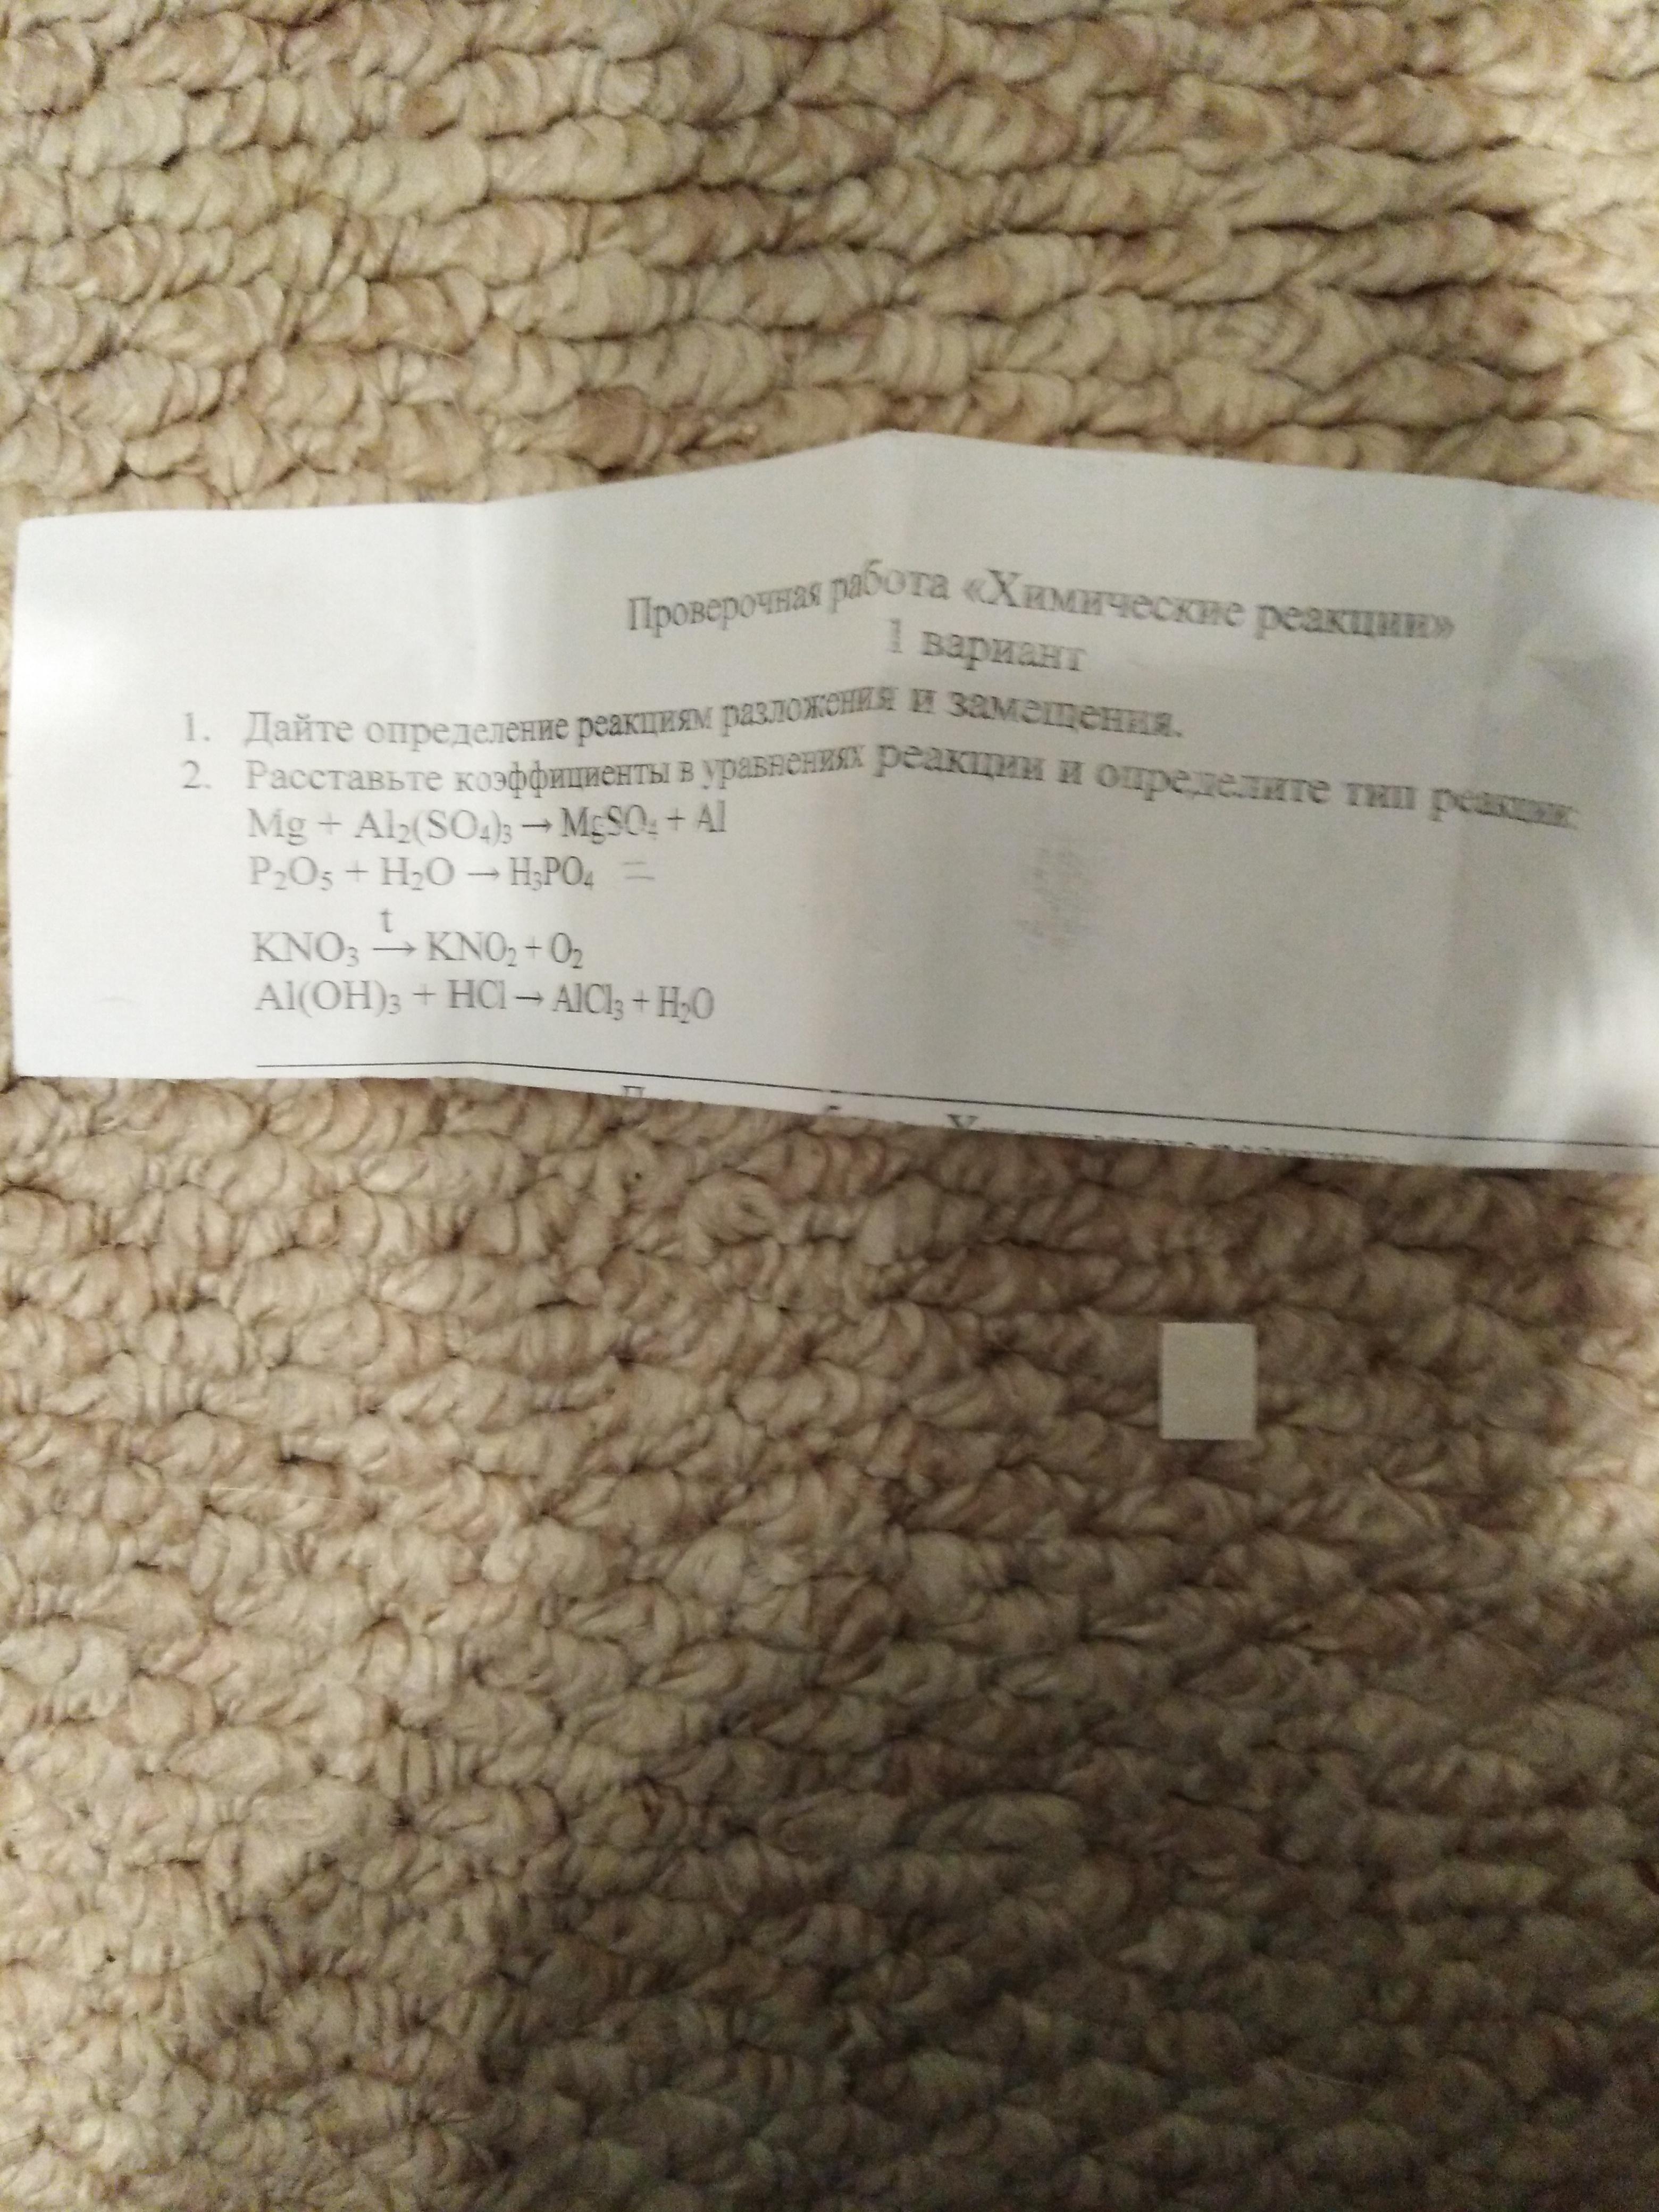 Проверочная работа «Химические реакции»
1 вариант
1. Дайте определение реакциям разложения и замещения.
2. Расставьте коэффициенты в уравнениях реакции и определите тип реакции:
Mg + Al₂(SO₄)₃ → MgSO₄ + Al
P₂O₅ + H₂O → H₃PO₄ =
t
KNO₃ → KNO₂ + O₂
Al(OH)₃ + HCl → AlCl₃ + H₂O